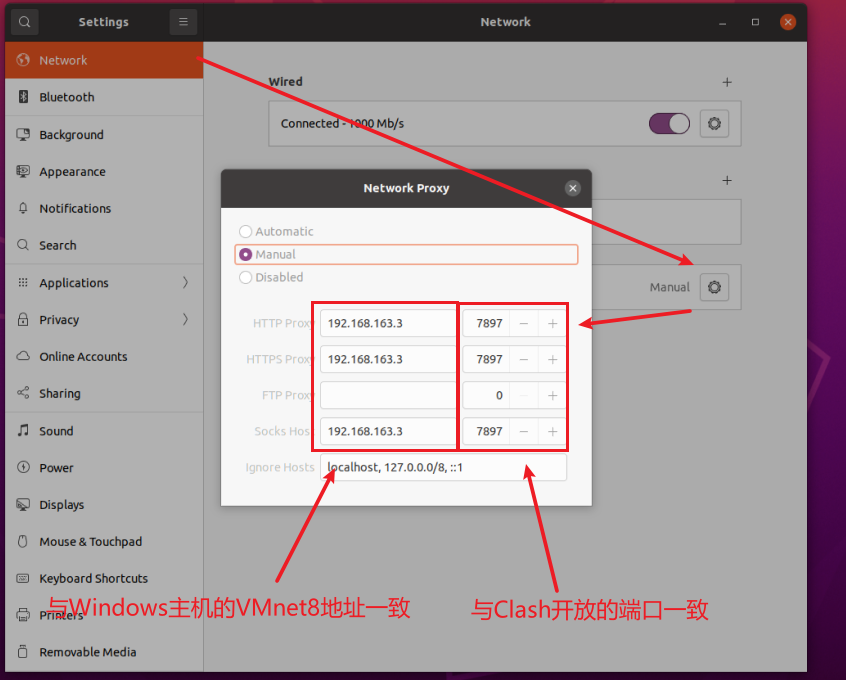 Settings
Network
Network
Bluetooth
Background
Appearance
Notifications
Search
Applications
Privacy
Online Accounts
Sharing
Sound
Power
Displays
Mouse & Touchpad
Keyboard Shortcuts
Printers
Removable Media
Wired
Connected - 1000 Mb/s
Manual
Network Proxy
Automatic
Manual
Disabled
HTTP Proxy 192.168.163.3 7897
HTTPS Proxy 192.168.163.3 7897
FTP Proxy 0
Socks Host 192.168.163.3 7897
Ignore Hosts localhost, 127.0.0.0/8, ::1
与Windows主机的VMnet8地址一致
与Clash开放的端口一致